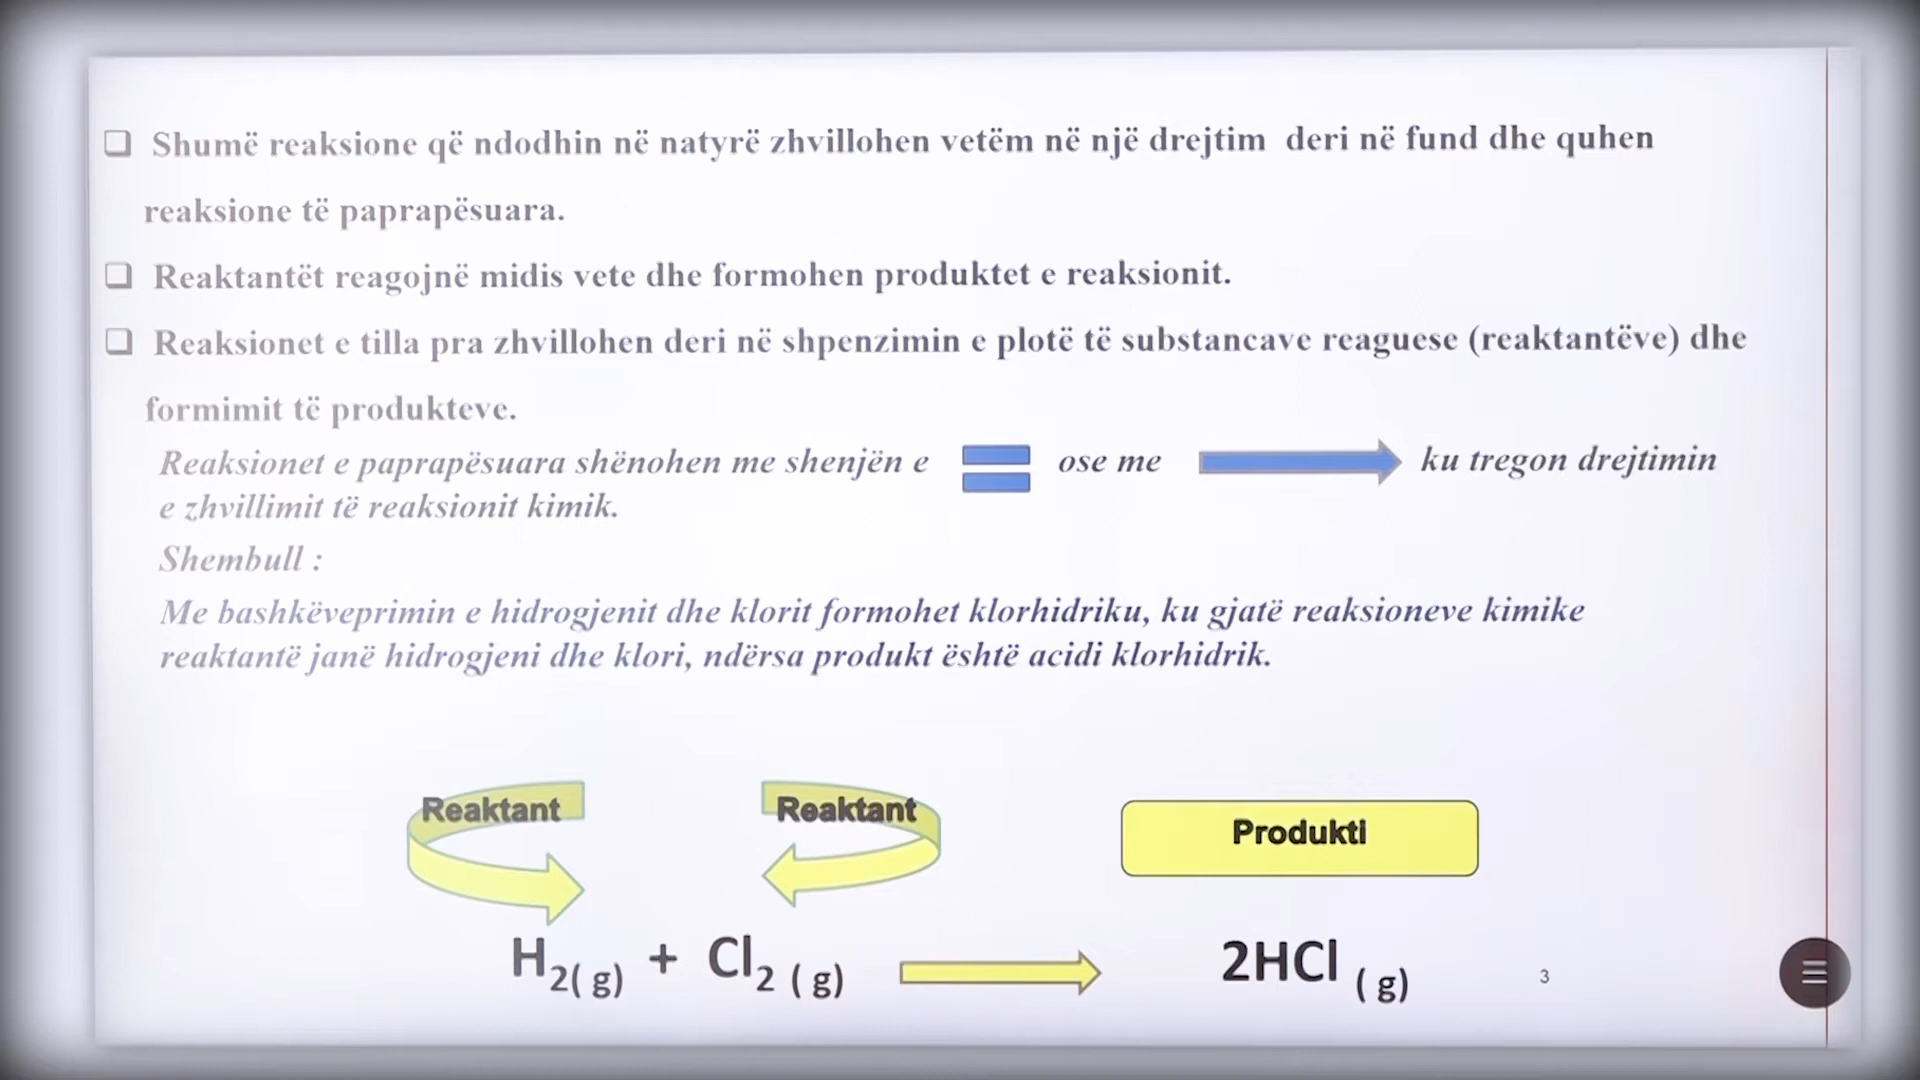 Shumë reaksione që ndodhin në natyrë zhvillohen vetëm në një drejtim deri në fund dhe quhen
reaksione të paprapësuara.
Reaktantët reagojnë midis vete dhe formohen produktet e reaksionit.
Reaksionet e tilla pra zhvillohen deri në shpenzimin e plotë të substancave reaguese (reaktantëve) dhe
formimit të produkteve.
Reaksionet e paprapësuara shënohen me shenjën e = ose me → ku tregon drejtimin
e zhvillimit të reaksionit kimik.
Shembull :
Me bashkëveprimin e hidrogjenit dhe klorit formohet klorhidriku, ku gjatë reaksioneve kimike
reaktantë janë hidrogjeni dhe klori, ndërsa produkt është acidi klorhidrik.
Reaktant Reaktant Produkti
H₂( g) + Cl₂ ( g) → 2HCl ( g)
3